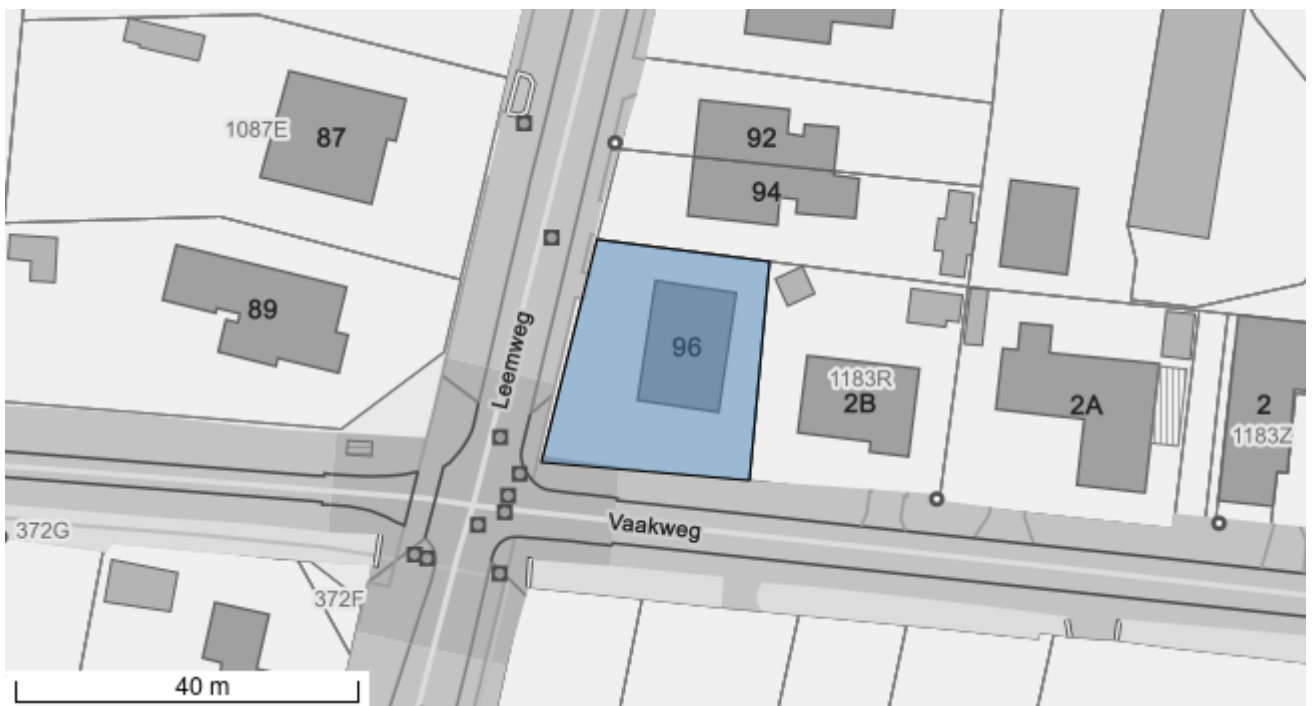 1087E
87
92
94
Leemweg
89
96
1183R
2B
2A
2
1183Z
372G
Vaakweg
372F
40 m